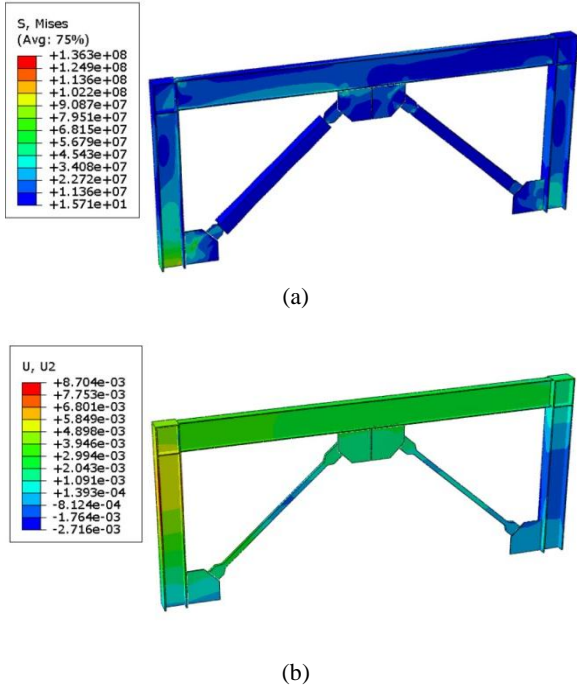 S, Mises
(Avg: 75%)
+1.363e+08
+1.249e+08
+1.136e+08
+1.022e+08
+9.087e+07
+7.951e+07
+6.815e+07
+5.679e+07
+4.543e+07
+3.408e+07
+2.272e+07
+1.136e+07
+1.571e+01
(a)
U, U2
+8.704e-03
+7.753e-03
+6.801e-03
+5.849e-03
+4.898e-03
+3.946e-03
+2.994e-03
+2.043e-03
+1.091e-03
+1.393e-04
-8.124e-04
-1.764e-03
-2.716e-03
(b)